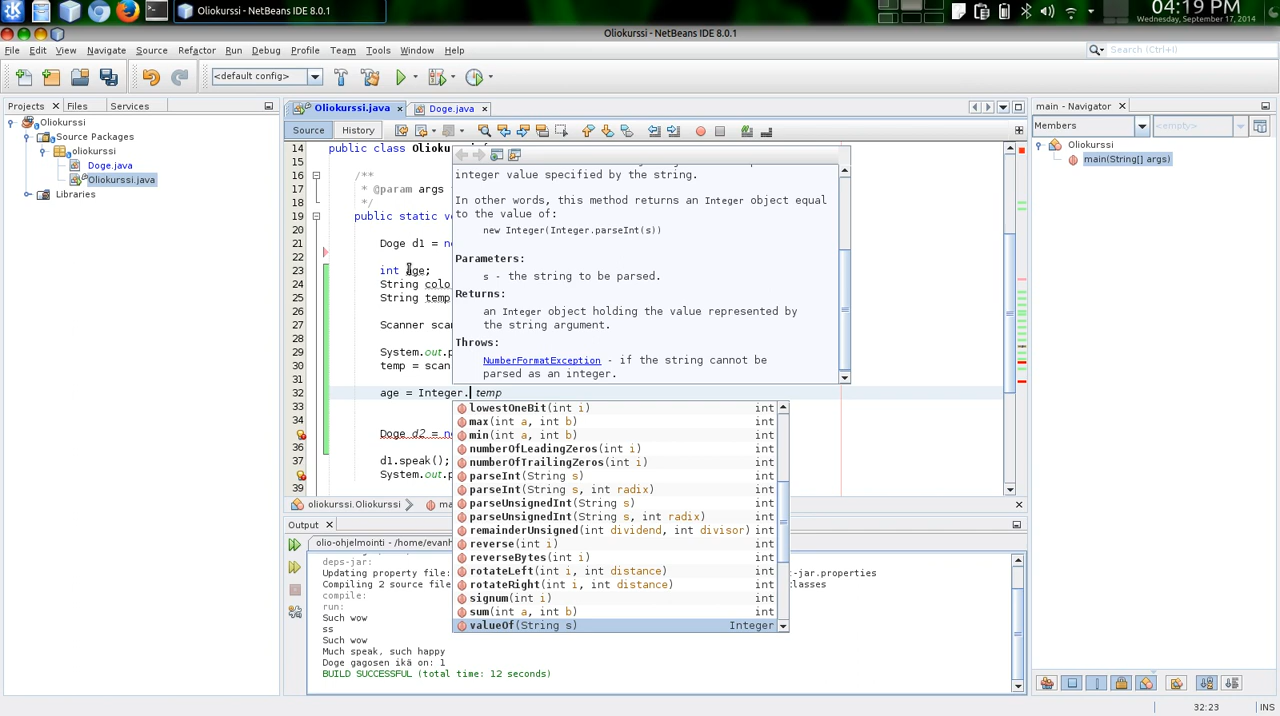 Oliokurssi - NetBeans IDE 8.0.1
04:19 PM
Wednesday, September 17, 2014
Oliokurssi - NetBeans IDE 8.0.1
File Edit View Navigate Source Refactor Run Debug Profile Team Tools Window Help
Search (Ctrl+I)
<default config>
Projects Files Services
Oliokurssi.java Doge.java
main - Navigator
Source History
Members <empty>
Oliokurssi
Source Packages
oliokurssi
Doge.java
Oliokurssi.java
Libraries
Oliokurssi
main(String[] args)
14 public class Oliokurssi {
15
16 /**
17 * @param args
18 */
19 public static v
20
21 Doge d1 =
22
23 int age;
24 String colo
25 String temp
26
27 Scanner scan
28
29 System.out.p
30 temp = scan
31
32 age = Integer. temp
33
34 Doge d2 =
36
37 d1.speak();
38 System.out.p
39
integer value specified by the string.
In other words, this method returns an Integer object equal
to the value of:
new Integer(Integer.parseInt(s))
Parameters:
s - the string to be parsed.
Returns:
an Integer object holding the value represented by
the string argument.
Throws:
NumberFormatException - if the string cannot be
parsed as an integer.
lowestOneBit(int i) int
max(int a, int b) int
min(int a, int b) int
numberOfLeadingZeros(int i) int
numberOfTrailingZeros(int i) int
parseInt(String s) int
parseInt(String s, int radix) int
parseUnsignedInt(String s) int
parseUnsignedInt(String s, int radix) int
remainderUnsigned(int dividend, int divisor) int
reverse(int i) int
reverseBytes(int i) int
rotateLeft(int i, int distance) int
rotateRight(int i, int distance) int
signum(int i) int
sum(int a, int b) int
valueOf(String s) Integer
oliokurssi.Oliokurssi
Output
olio-ohjelmointi - /home/evanh
deps-jar:
Updating property file: -jar.properties
Compiling 2 source file classes
compile:
run:
Such wow
ss
Such wow
Much speak, such happy
Doge gagosen ikä on: 1
BUILD SUCCESSFUL (total time: 12 seconds)
32:23 INS